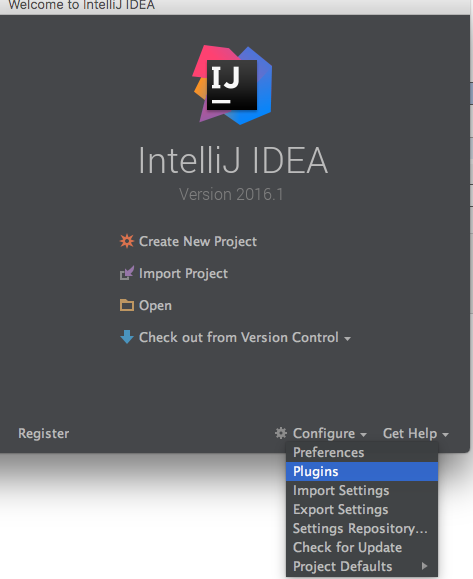 Welcome to IntelliJ IDEA
IJ
IntelliJ IDEA
Version 2016.1
Create New Project
Import Project
Open
Check out from Version Control
Register
Configure
Get Help
Preferences
Plugins
Import Settings
Export Settings
Settings Repository...
Check for Update
Project Defaults